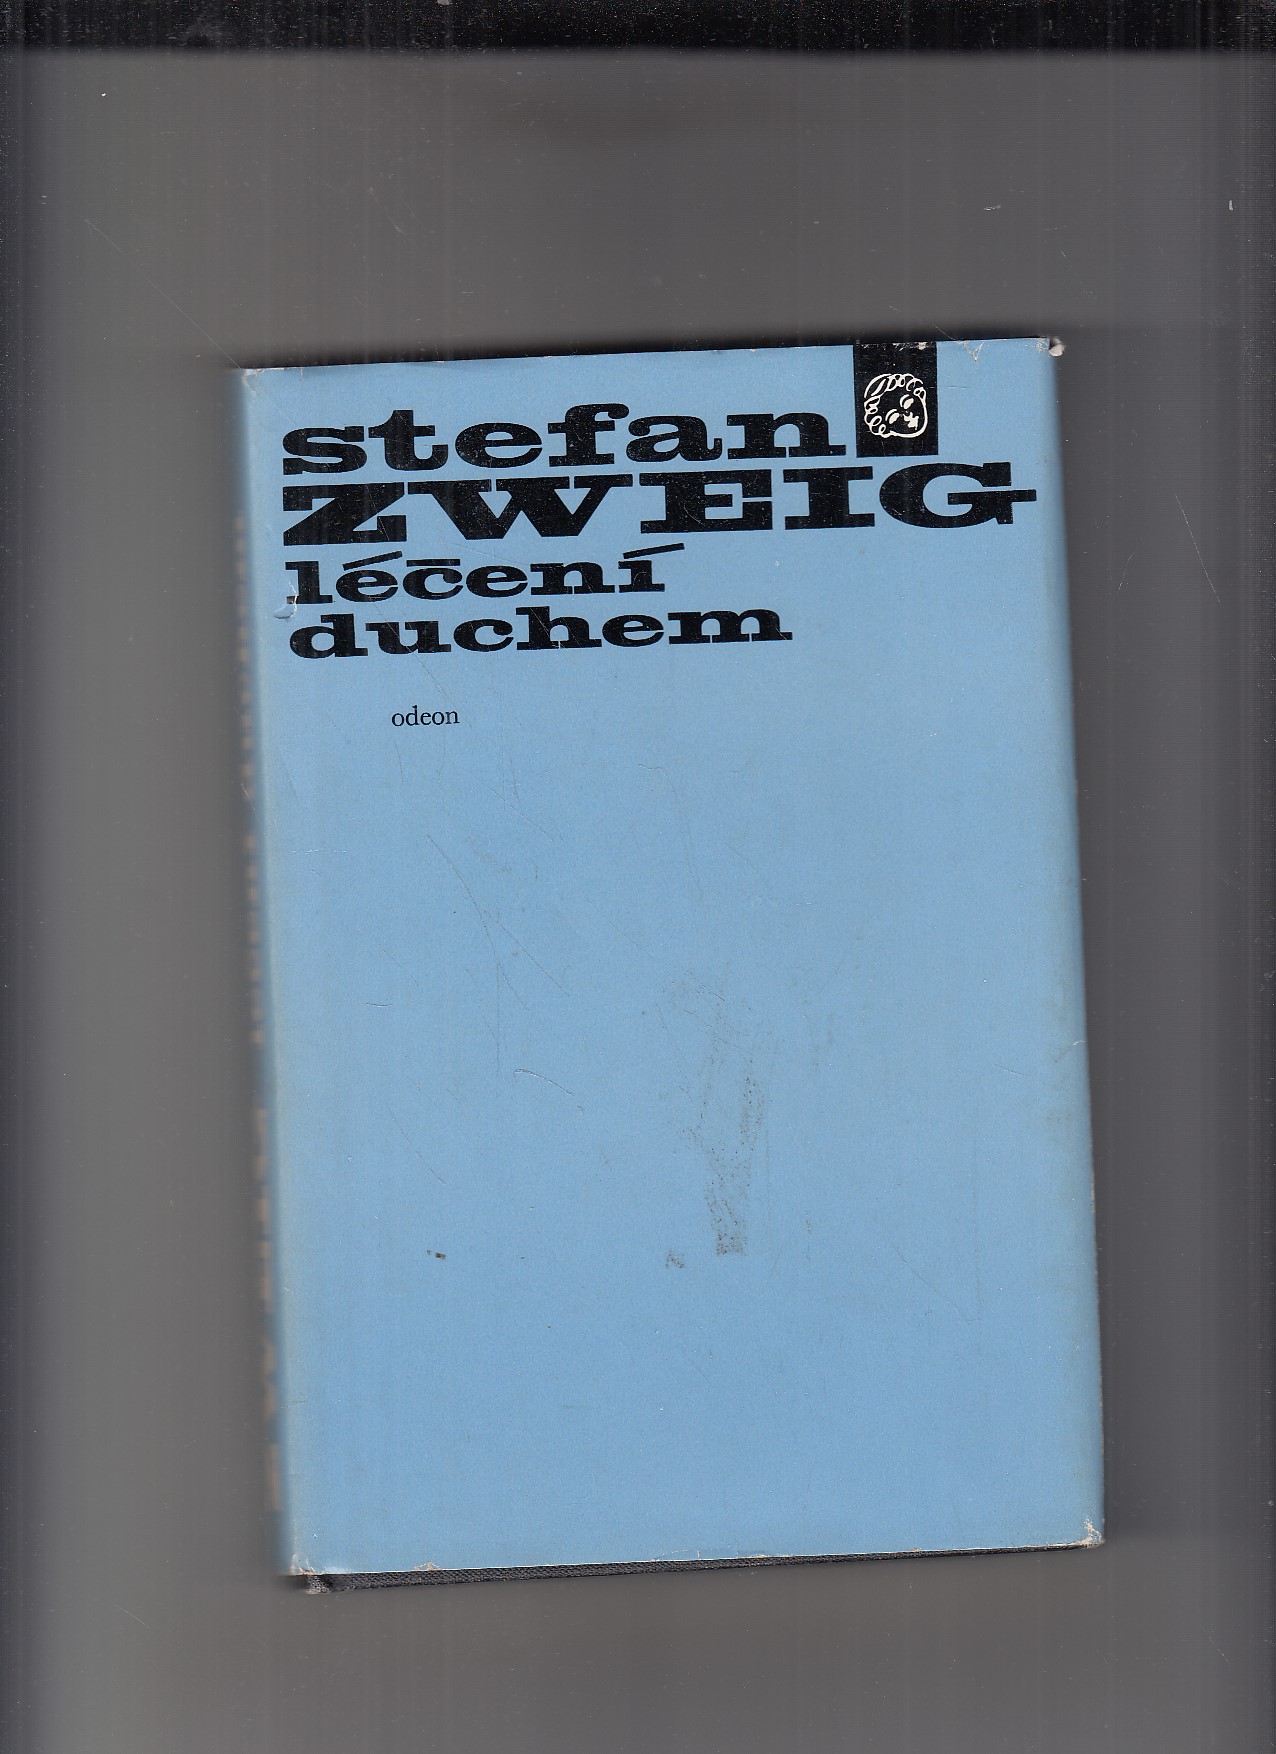 stefan
ZWEIG
léčení
duchem
odeon